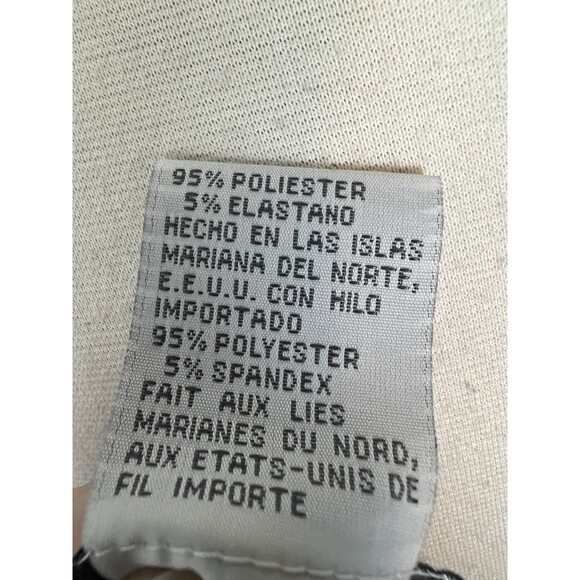 95% POLIESTER
5% ELASTANO
HECHO EN LAS ISLAS
MARIANA DEL NORTE,
E.E.U.U. CON HILO
IMPORTADO
95% POLYESTER
5% SPANDEX
FAIT AUX LIES
MARIANES DU NORD,
AUX ETATS-UNIS DE
FIL IMPORTE